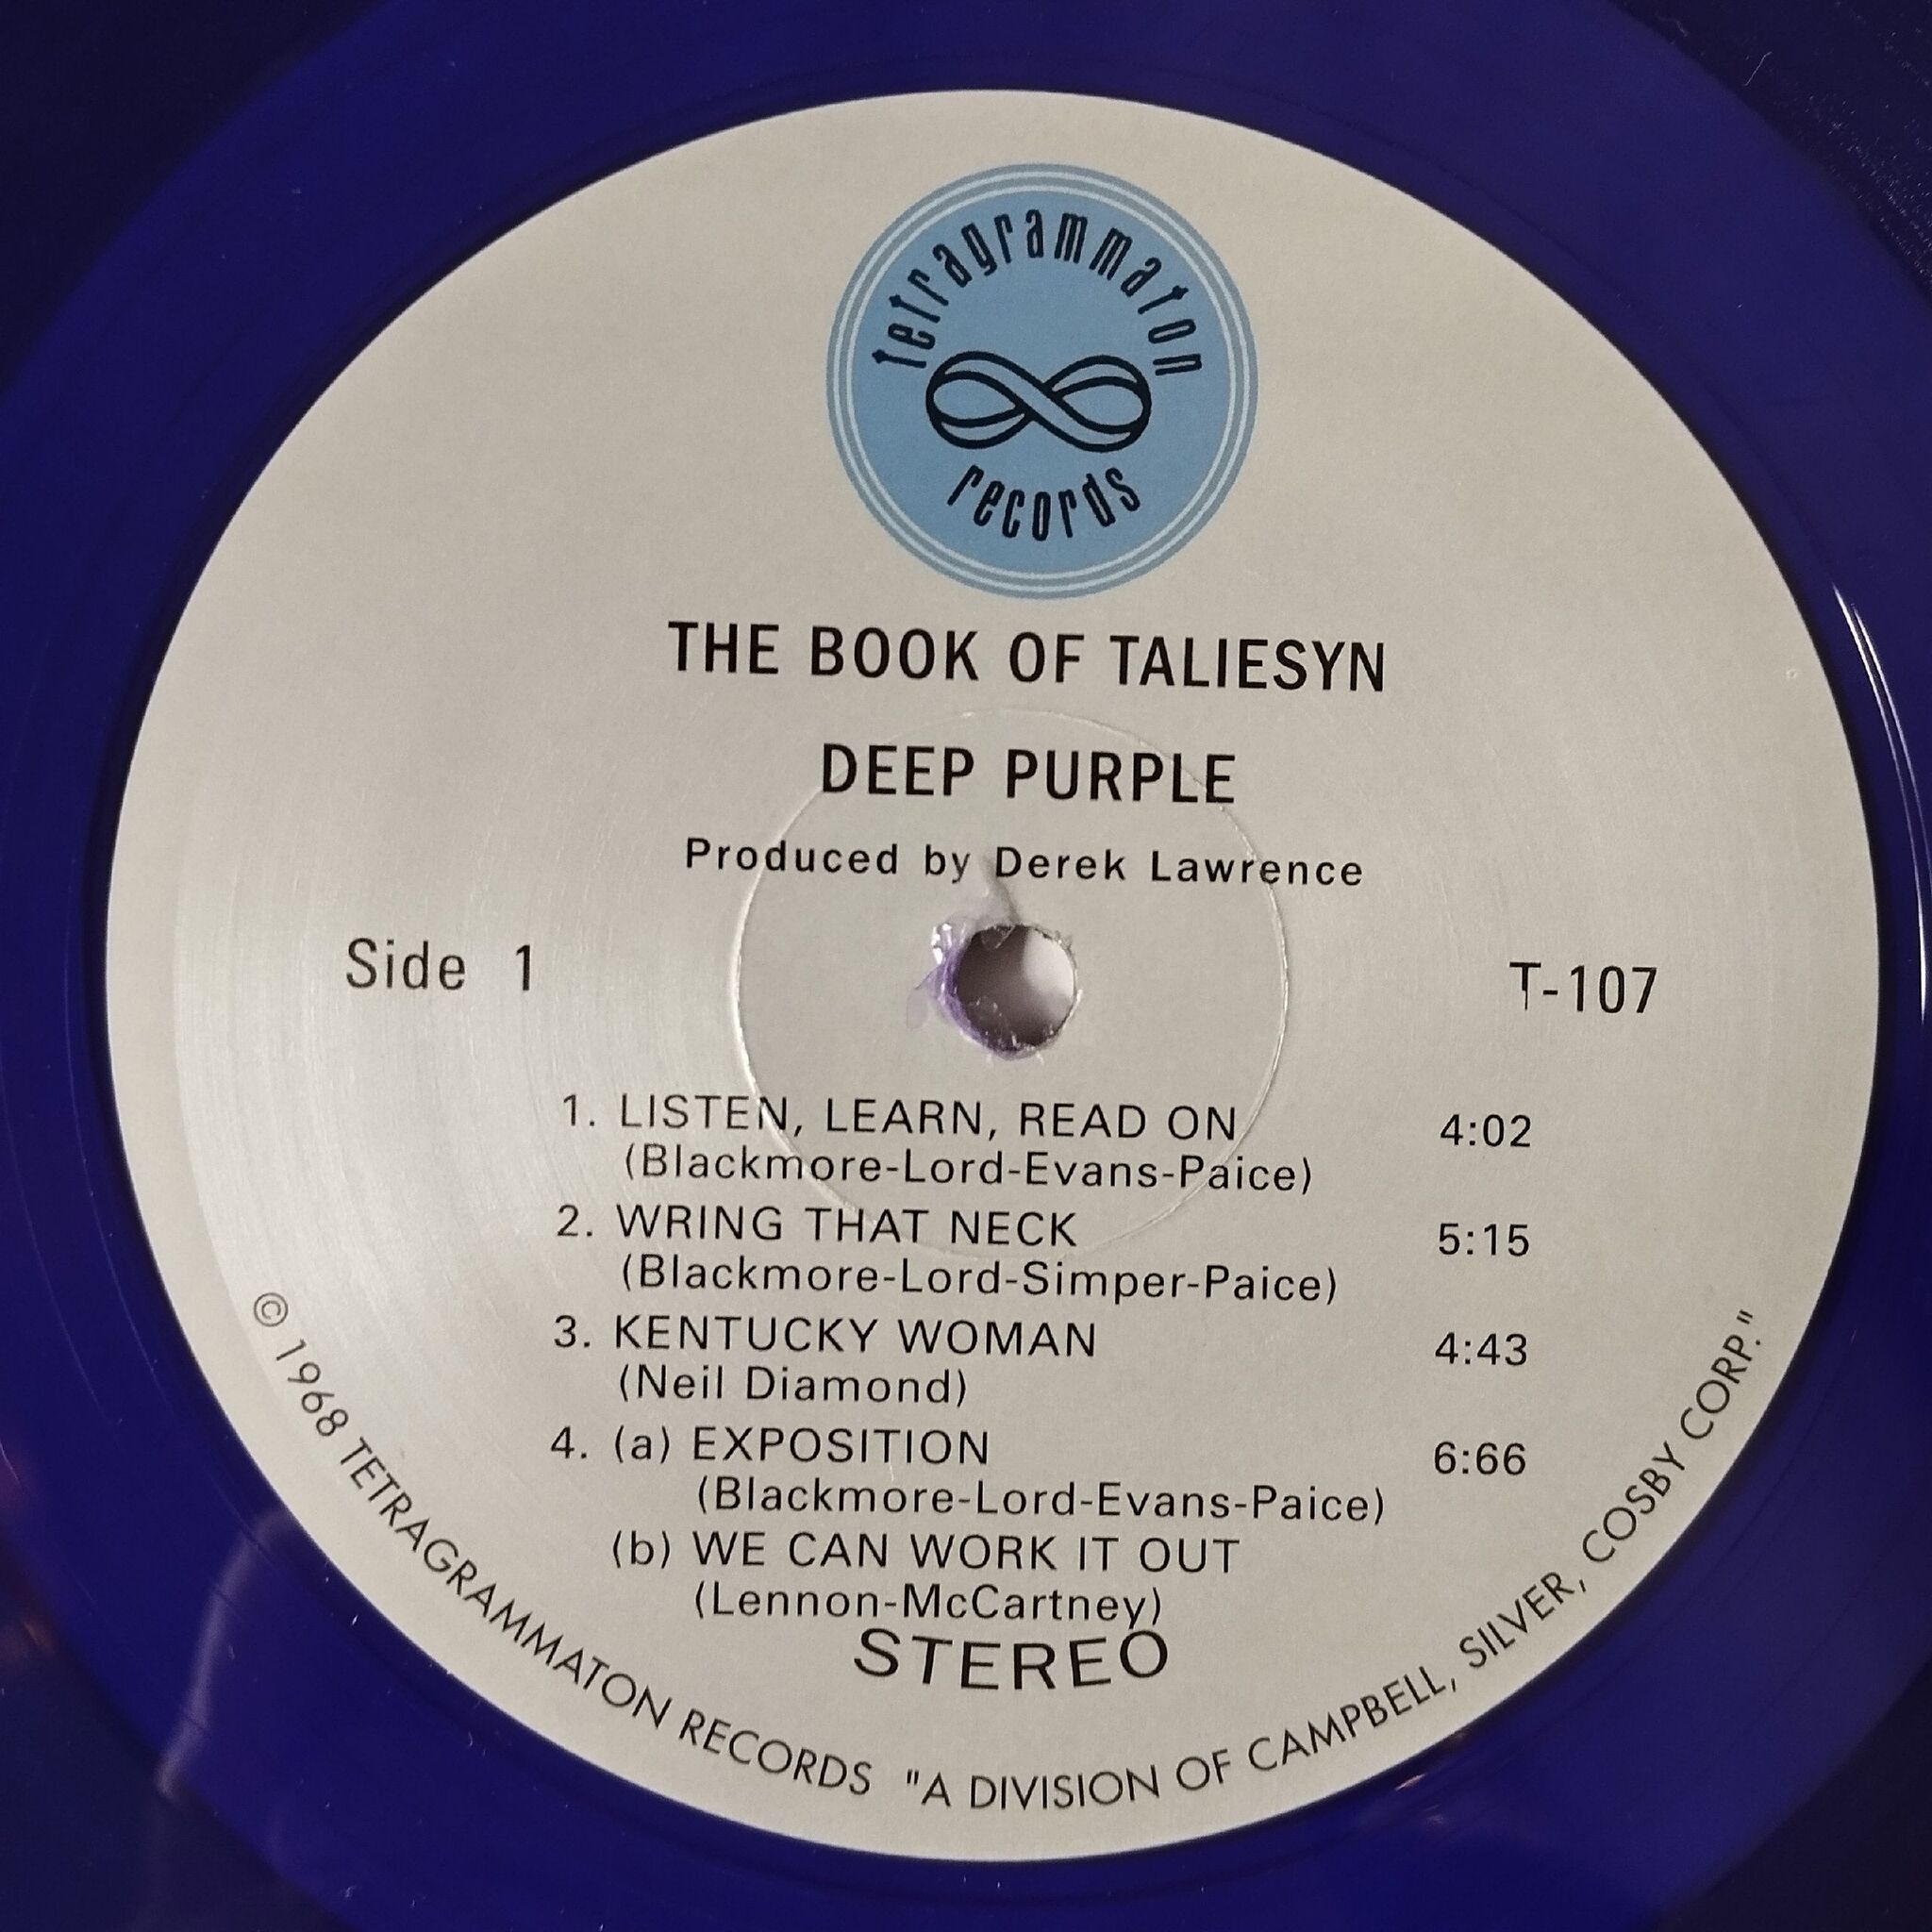 tetragrammaton
records
THE BOOK OF TALIESYN
DEEP PURPLE
Produced by Derek Lawrence
Side 1
T-107
1. LISTEN, LEARN, READ ON 4:02
(Blackmore-Lord-Evans-Paice)
2. WRING THAT NECK 5:15
(Blackmore-Lord-Simper-Paice)
3. KENTUCKY WOMAN 4:43
(Neil Diamond)
4. (a) EXPOSITION 6:66
(Blackmore-Lord-Evans-Paice)
(b) WE CAN WORK IT OUT
(Lennon-McCartney)
STEREO
© 1968 TETRAGRAMMATON RECORDS "A DIVISION OF CAMPBELL, SILVER, COSBY CORP."